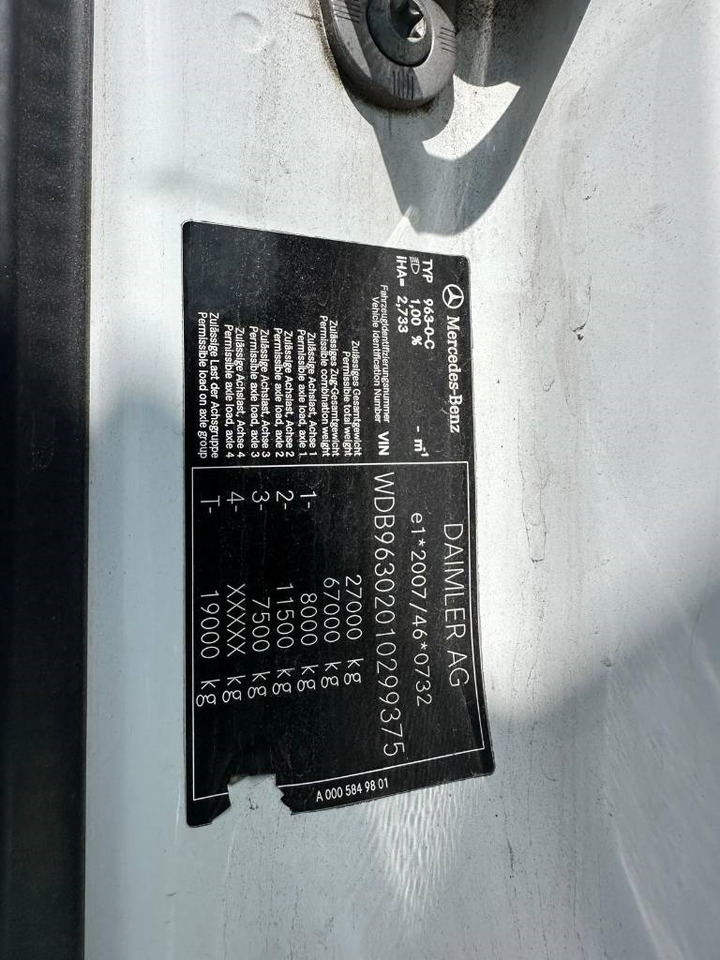 Mercedes-Benz
TYP 963-0-C
1,00 % - m⁻¹
IHA= 2,733
DAIMLER AG
e1*2007/46*0732
Fahrzeugidentifizierungsnummer
Vehicle Identification Number VIN WDB96302010299375
Zulässiges Gesamtgewicht
Permissible total weight 27000 kg
Zulässiges Zug-Gesamtgewicht
Permissible combination weight 67000 kg
Zulässige Achslast, Achse 1
Permissible axle load, axle 1 1- 8000 kg
Zulässige Achslast, Achse 2
Permissible axle load, axle 2 2- 11500 kg
Zulässige Achslast, Achse 3
Permissible axle load, axle 3 3- 7500 kg
Zulässige Achslast, Achse 4
Permissible axle load, axle 4 4- XXXXX kg
Zulässige Last der Achsgruppe
Permissible load on axle group T- 19000 kg
A 000 584 98 01